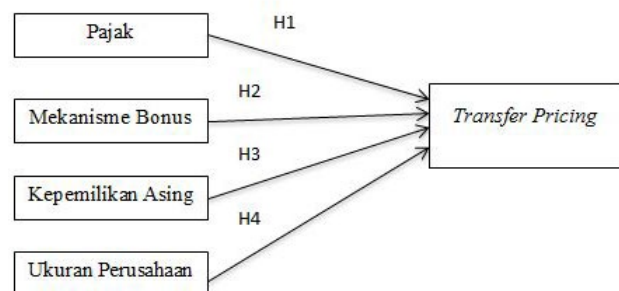 Pajak
H1
Mekanisme Bonus
H2
Kepemilikan Asing
H3
Ukuran Perusahaan
H4
Transfer Pricing